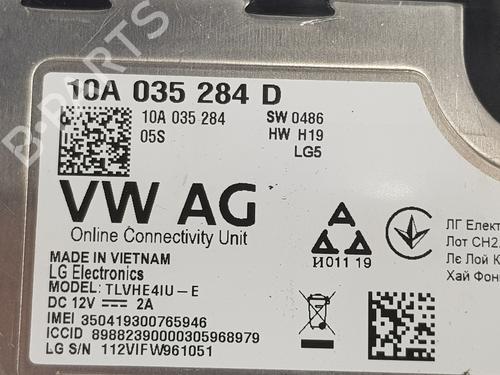 B-PARTS
10A 035 284 D
10A 035 284
05S
SW 0486
HW H19
LG5
VW AG
Online Connectivity Unit
A
И011 19
ЛГ Елект
Лот СН2
Лє Лой К
Хай Фон
MADE IN VIETNAM
LG Electronics
MODEL: TLVHE4IU-E
DC 12V 2A
IMEI 350419300765946
ICCID 89882390000305968979
LG S/N 112VIFW961051